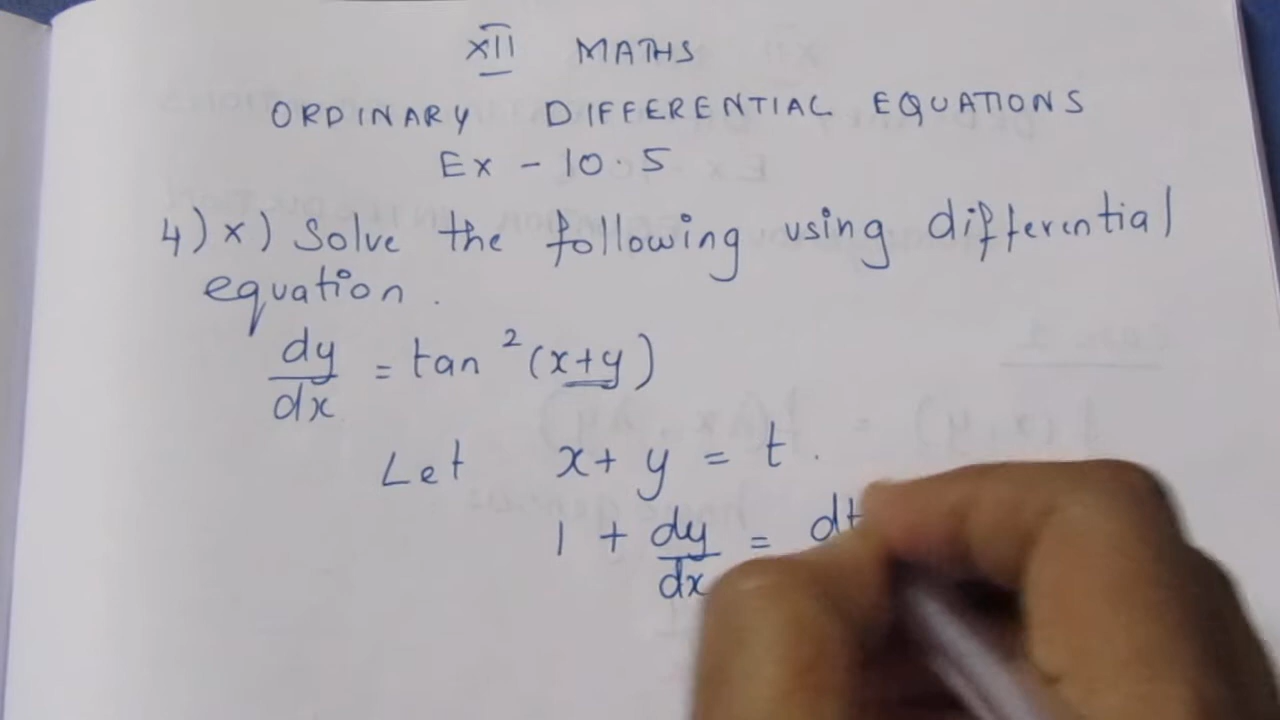 XII MATHS
ORDINARY DIFFERENTIAL EQUATIONS
Ex - 10.5
4) x) Solve the following using differential
equation.
dy/dx = tan²(x+y)
Let x+y = t.
1 + dy/dx = dt